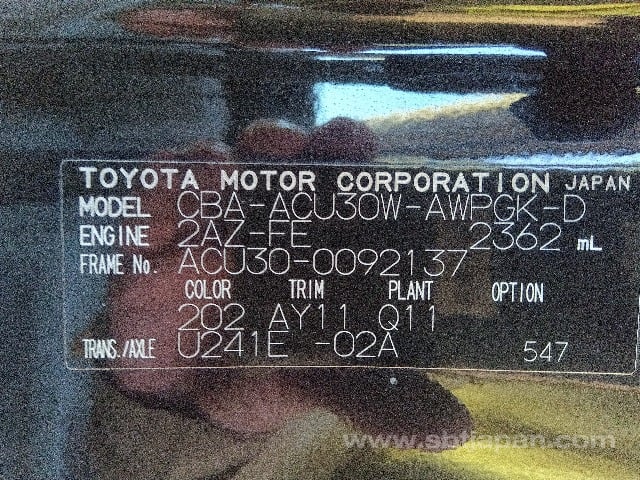 TOYOTA MOTOR CORPORATION JAPAN
MODEL CBA-ACU30W-AWPGK-D
ENGINE 2AZ-FE 2362 mL
FRAME No. ACU30-0092137
COLOR TRIM PLANT OPTION
202 AY11 Q11
TRANS./AXLE U241E -02A 547
www.sbtjapan.com